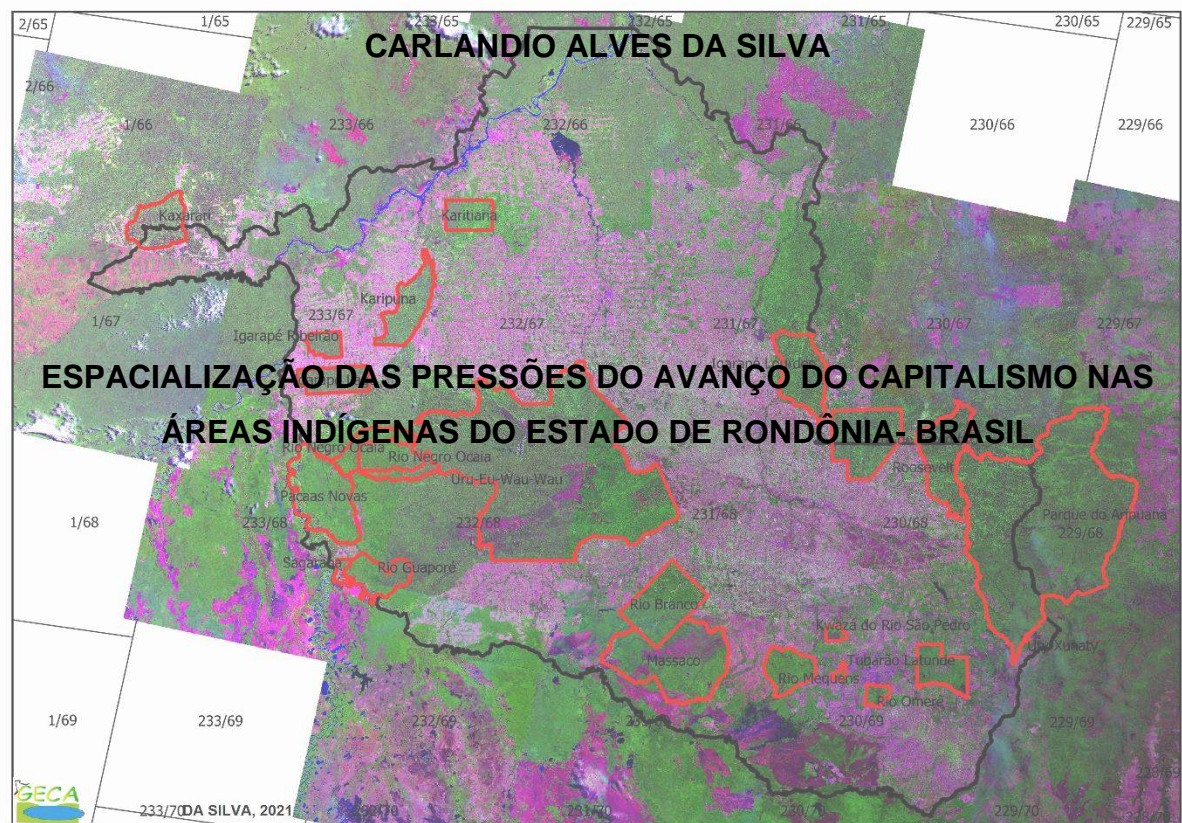 2/65 1/65 233/65 232/65 231/65 230/65 229/65
CARLANDIO ALVES DA SILVA
2/66
1/66 233/66 232/66 231/66 230/66 229/66
Kaxarari Karitiana
Karipuna
1/67 233/67 232/67 231/67 230/67 229/67
Igarapé Ribeirão
Igarapé Lourdes
ESPACIALIZAÇÃO DAS PRESSÕES DO AVANÇO DO CAPITALISMO NAS
ÁREAS INDÍGENAS DO ESTADO DE RONDÔNIA- BRASIL
Rio Negro Ocaia
Rio Negro Ocaia
Roosevelt
Uru-Eu-Wau-Wau
Pacaas Novas
Parque do Aripuanã
1/68 233/68 232/68 231/68 230/68 229/68
Sagarana
Rio Guaporé
Rio Branco
Kwazá do Rio São Pedro
Massaco
Tubarão Latunde
Rio Mequens
Rio Omerê
1/69 233/69 232/69 230/69 229/69
GECA
233/70 DA SILVA, 2021 231/70 229/70